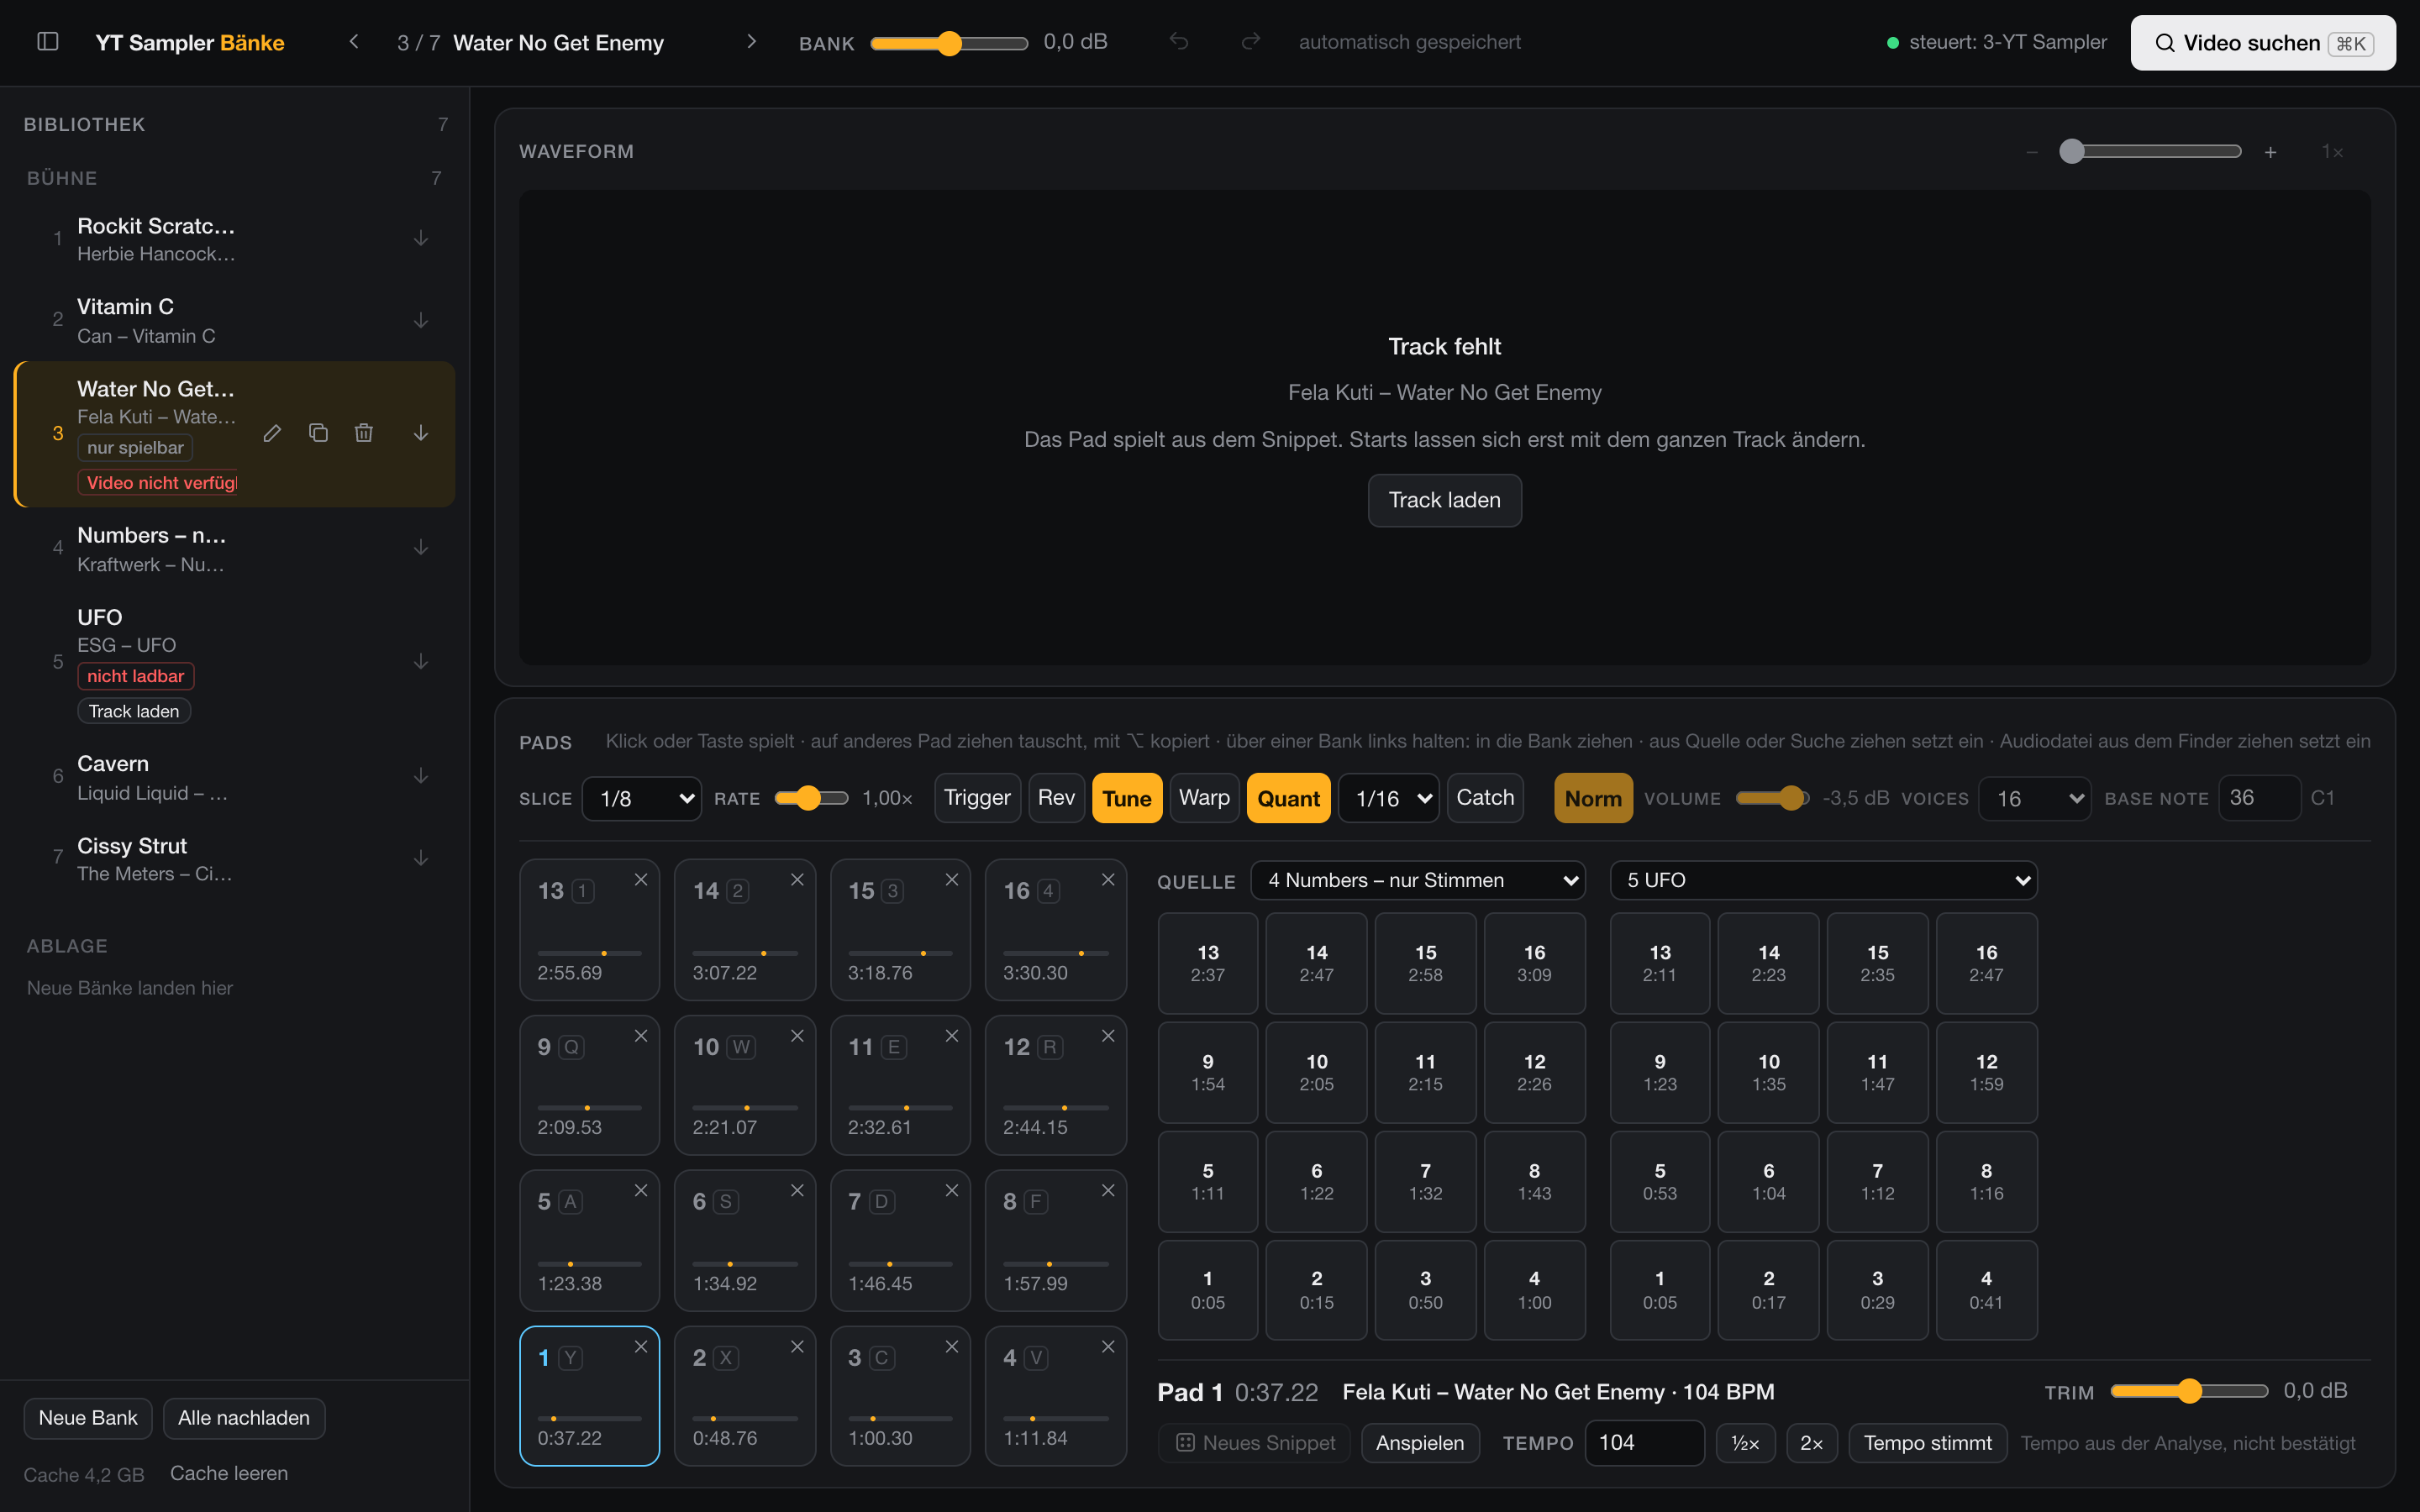 YT Sampler Bänke
3 / 7 Water No Get Enemy
BANK 0,0 dB
automatisch gespeichert
steuert: 3-YT Sampler
Video suchen ⌘K
BIBLIOTHEK 7
BÜHNE 7
1 Rockit Scratc…
Herbie Hancock…
2 Vitamin C
Can – Vitamin C
3 Water No Get…
Fela Kuti – Wate…
nur spielbar
Video nicht verfügl
4 Numbers – n…
Kraftwerk – Nu…
5 UFO
ESG – UFO
nicht ladbar
Track laden
6 Cavern
Liquid Liquid – …
7 Cissy Strut
The Meters – Ci…
ABLAGE
Neue Bänke landen hier
Neue Bank Alle nachladen
Cache 4,2 GB Cache leeren
WAVEFORM − + 1×
Track fehlt
Fela Kuti – Water No Get Enemy
Das Pad spielt aus dem Snippet. Starts lassen sich erst mit dem ganzen Track ändern.
Track laden
PADS Klick oder Taste spielt · auf anderes Pad ziehen tauscht, mit ⌥ kopiert · über einer Bank links halten: in die Bank ziehen · aus Quelle oder Suche ziehen setzt ein · Audiodatei aus dem Finder ziehen setzt ein
SLICE 1/8 RATE 1,00× Trigger Rev Tune Warp Quant 1/16 Catch Norm VOLUME -3,5 dB VOICES 16 BASE NOTE 36 C1
13 1 14 2 15 3 16 4
2:55.69 3:07.22 3:18.76 3:30.30
9 Q 10 W 11 E 12 R
2:09.53 2:21.07 2:32.61 2:44.15
5 A 6 S 7 D 8 F
1:23.38 1:34.92 1:46.45 1:57.99
1 Y 2 X 3 C 4 V
0:37.22 0:48.76 1:00.30 1:11.84
QUELLE 4 Numbers – nur Stimmen
13 14 15 16
2:37 2:47 2:58 3:09
9 10 11 12
1:54 2:05 2:15 2:26
5 6 7 8
1:11 1:22 1:32 1:43
1 2 3 4
0:05 0:15 0:50 1:00
5 UFO
13 14 15 16
2:11 2:23 2:35 2:47
9 10 11 12
1:23 1:35 1:47 1:59
5 6 7 8
0:53 1:04 1:12 1:16
1 2 3 4
0:05 0:17 0:29 0:41
Pad 1 0:37.22 Fela Kuti – Water No Get Enemy · 104 BPM TRIM 0,0 dB
Neues Snippet Anspielen TEMPO 104 ½× 2× Tempo stimmt Tempo aus der Analyse, nicht bestätigt